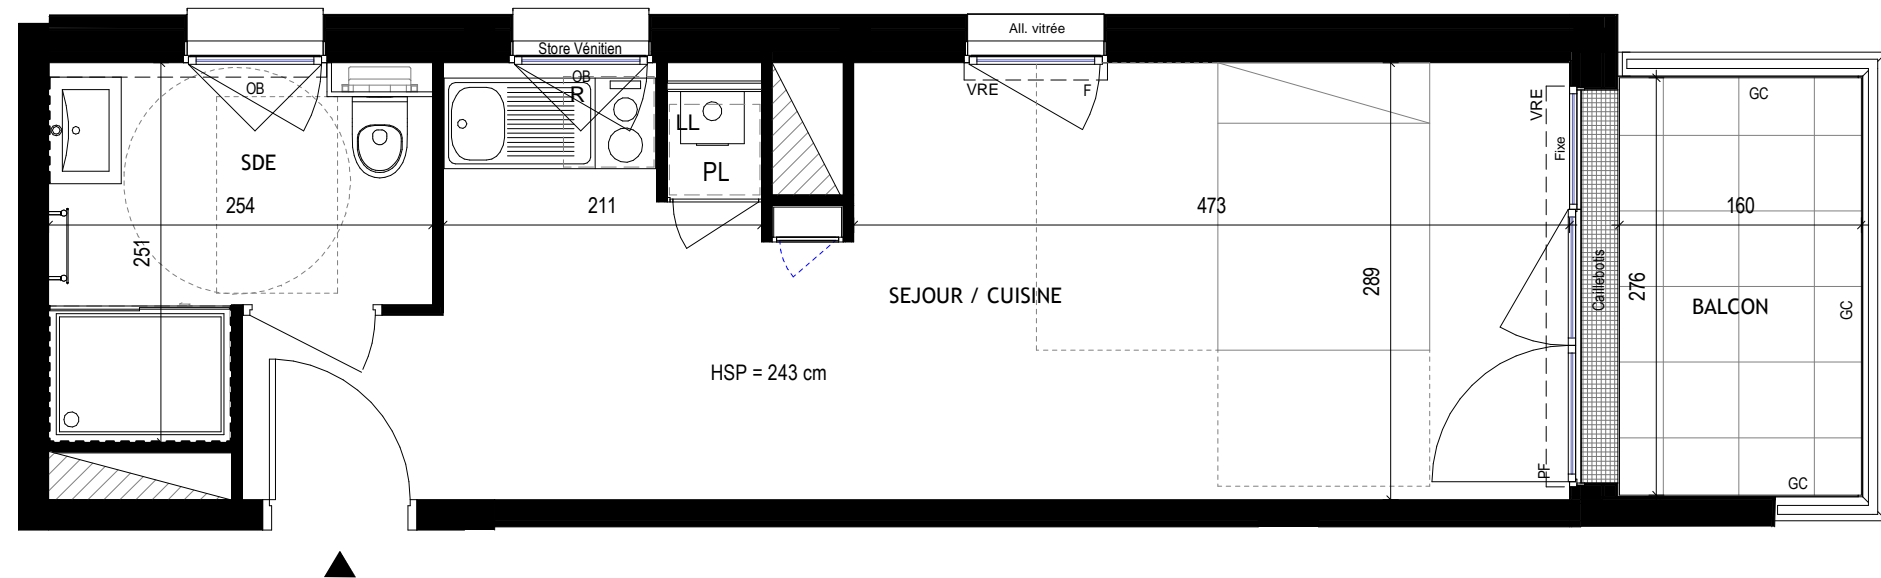 All. vitrée
Store Vénitien
OB
OB
R
VRE
F
VRE
GC
LL
SDE
PL
Fixe
254
211
473
160
251
289
276
Caillebotis
SEJOUR / CUISINE
BALCON
GC
HSP = 243 cm
PF
GC